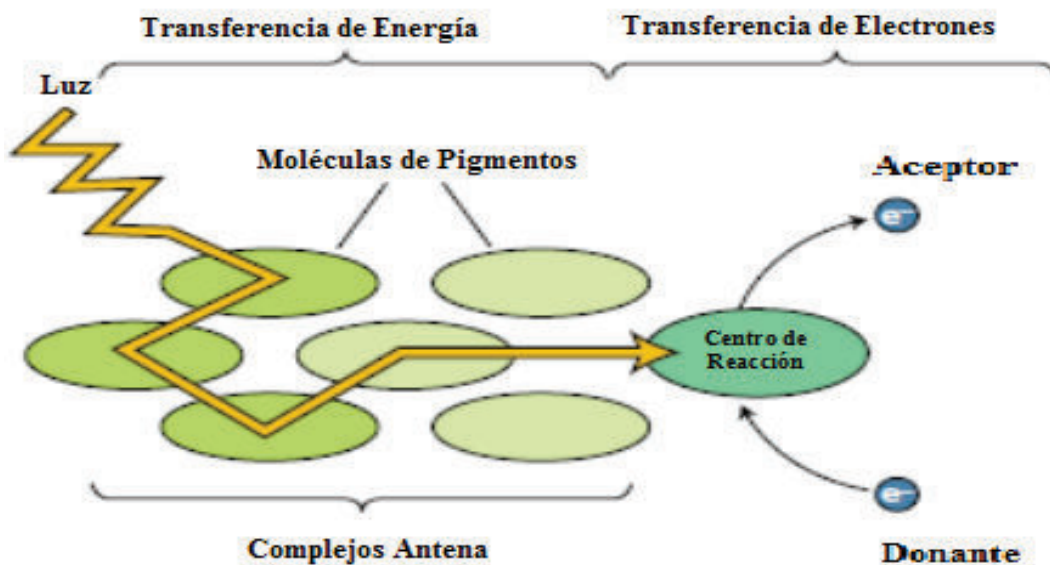 Transferencia de Energía
Transferencia de Electrones
Luz
Moléculas de Pigmentos
Aceptor
e⁻
Centro de
Reacción
e⁻
Complejos Antena
Donante